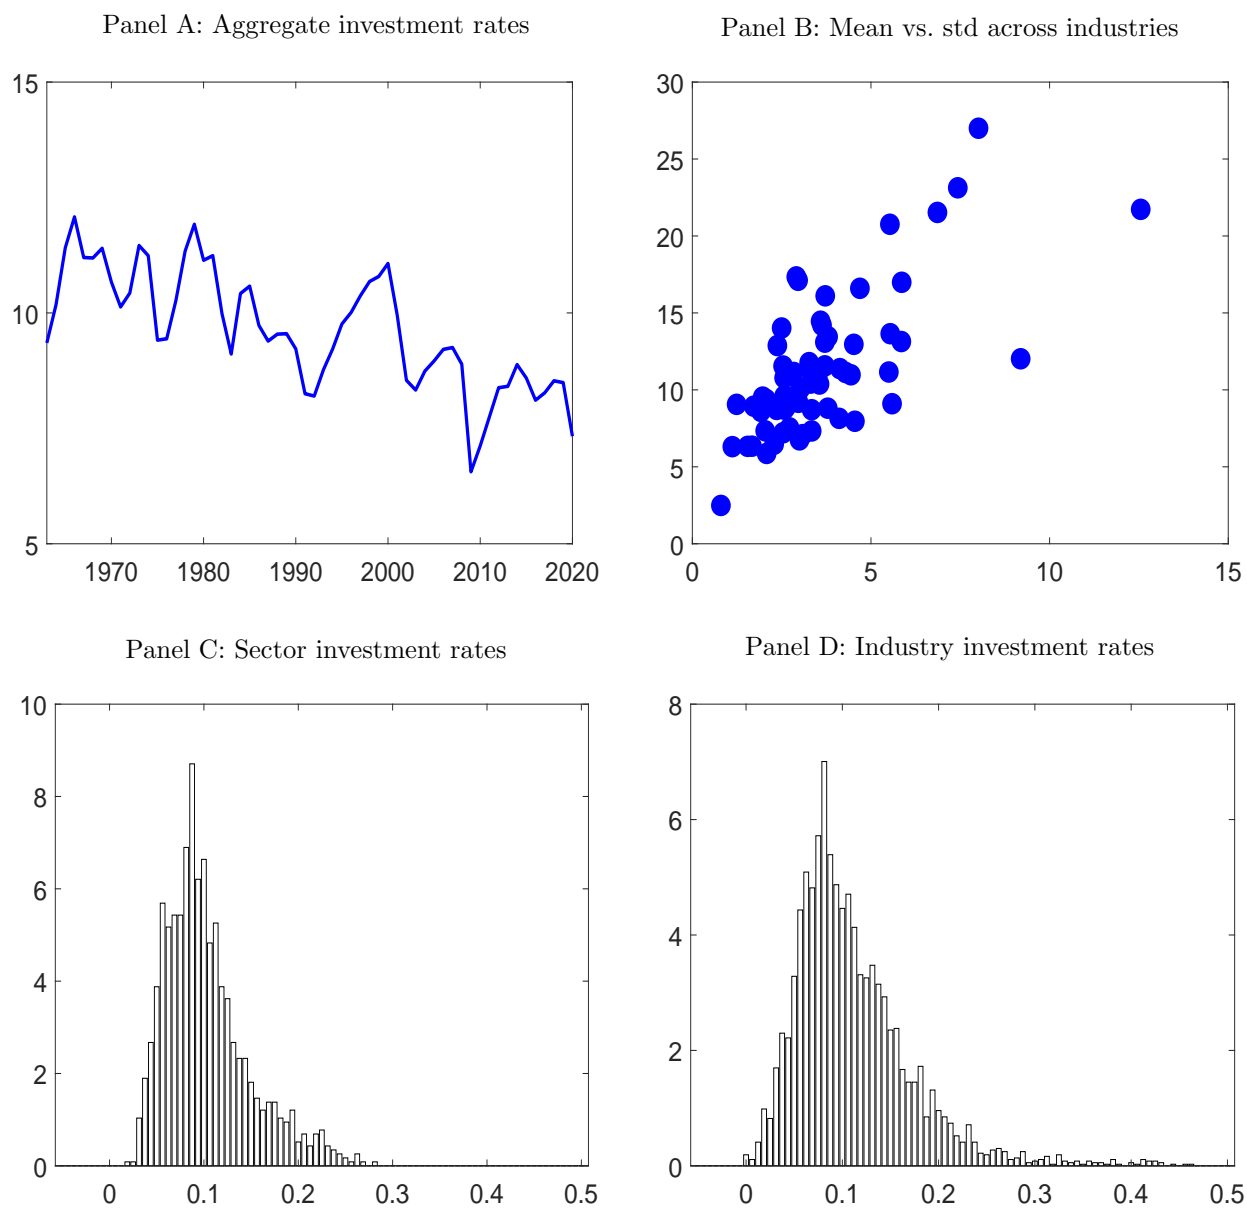 Panel A: Aggregate investment rates
15
10
5
1970 1980 1990 2000 2010 2020
Panel B: Mean vs. std across industries
30
25
20
15
10
5
0
0 5 10 15
Panel C: Sector investment rates
10
8
6
4
2
0
0 0.1 0.2 0.3 0.4 0.5
Panel D: Industry investment rates
8
6
4
2
0
0 0.1 0.2 0.3 0.4 0.5